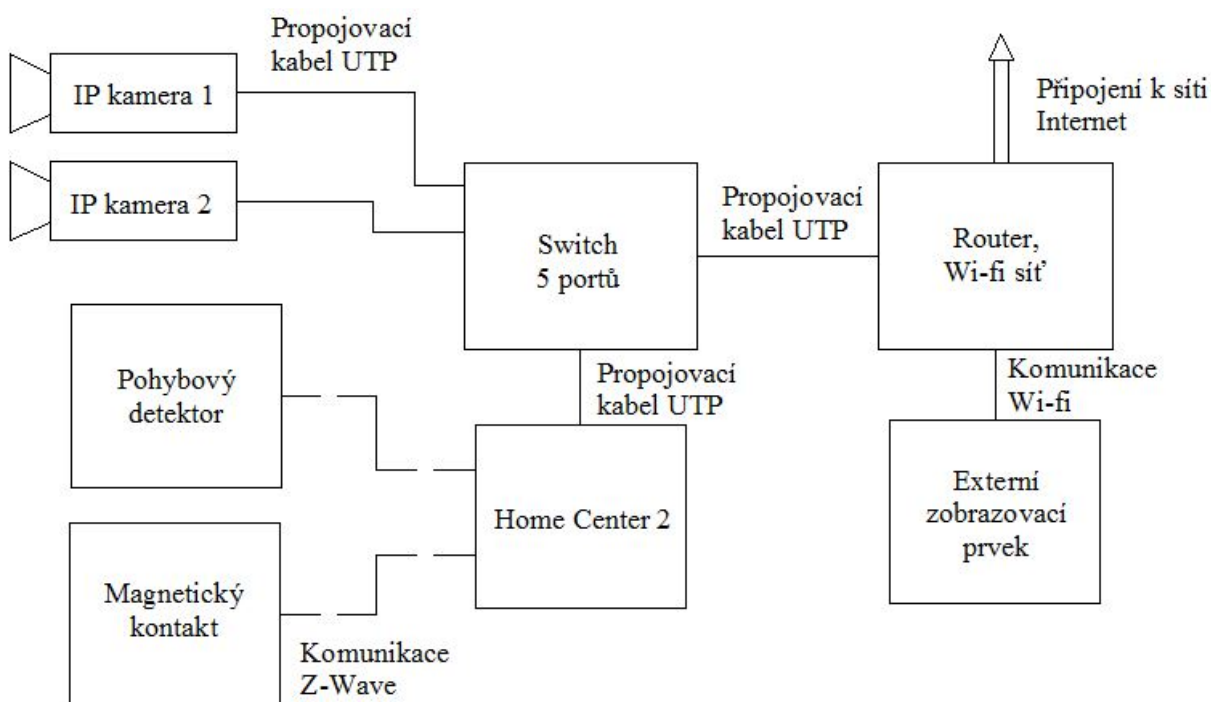 Propojovací
kabel UTP
IP kamera 1
IP kamera 2
Switch
5 portů
Propojovací
kabel UTP
Router,
Wi-fi síť
Připojení k síti
Internet
Pohybový
detektor
Propojovací
kabel UTP
Home Center 2
Komunikace
Wi-fi
Externí
zobrazovací
prvek
Magnetický
kontakt
Komunikace
Z-Wave